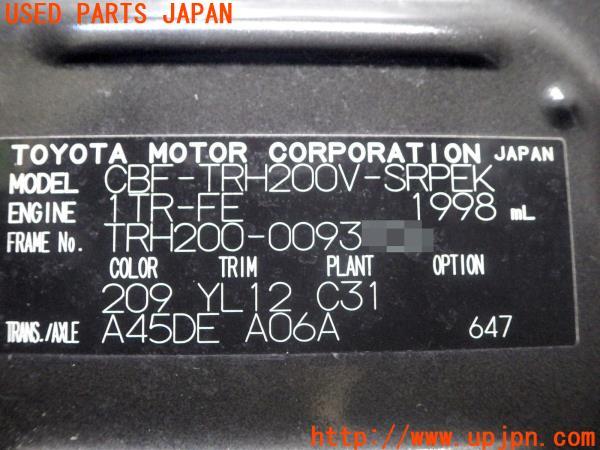 USED PARTS JAPAN
TOYOTA MOTOR CORPORATION JAPAN
MODEL CBF-TRH200V-SRPEK
ENGINE 1TR-FE 1998 mL
FRAME No. TRH200-0093
COLOR TRIM PLANT OPTION
209 YL12 C31
TRANS./AXLE A45DE A06A 647
http://www.upjpn.com/